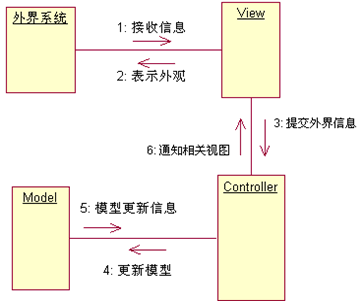 外界系统
1: 接收信息
View
2: 表示外观
3: 提交外界信息
6: 通知相关视图
Model
Controller
5: 模型更新信息
4: 更新模型